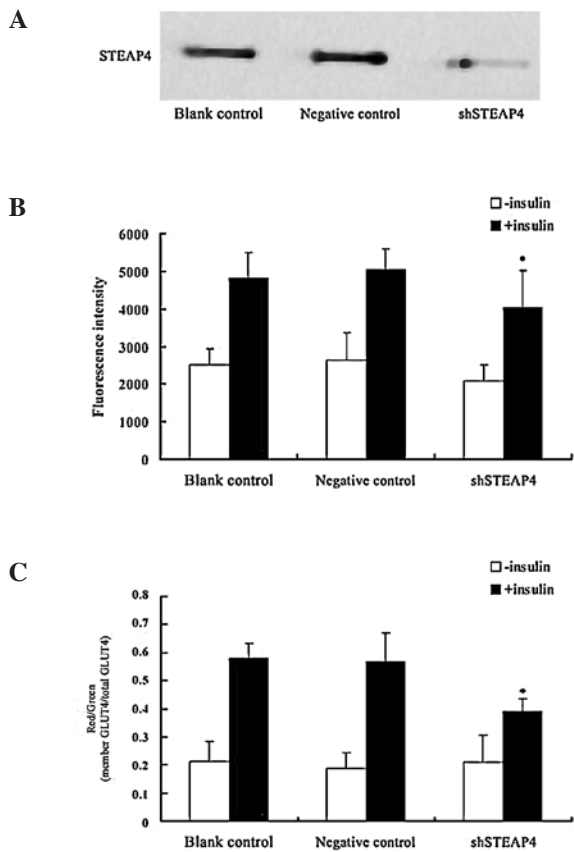 A
STEAP4
Blank control Negative control shSTEAP4
B
-insulin
+insulin
Fluorescence intensity
6000
5000
4000
3000
2000
1000
0
Blank control Negative control shSTEAP4
C
-insulin
+insulin
Red/Green
(member GLUT4/total GLUT4)
0.8
0.7
0.6
0.5
0.4
0.3
0.2
0.1
0.0
Blank control Negative control shSTEAP4